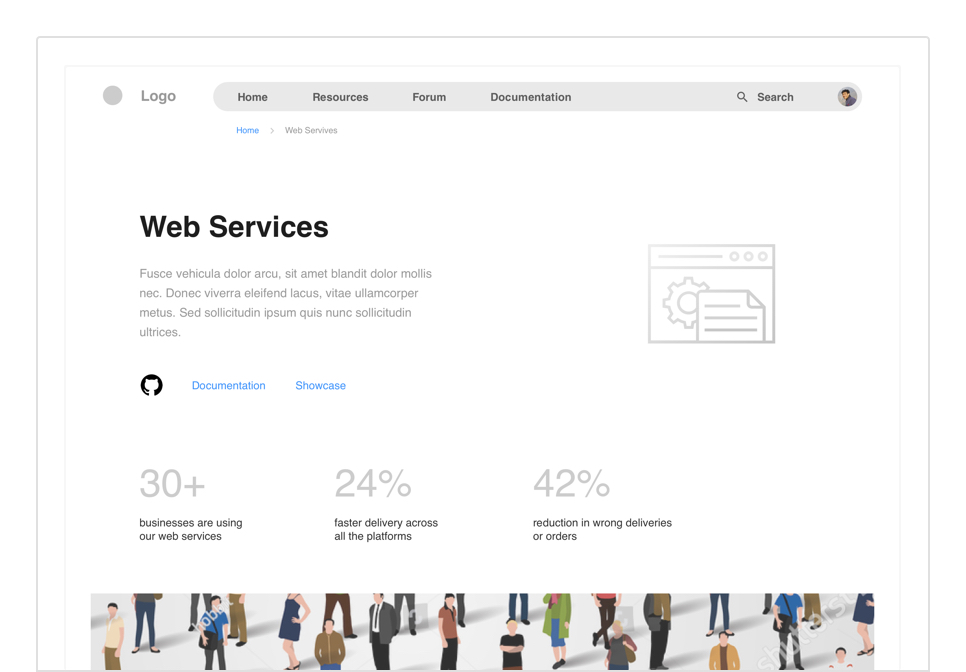 Logo
Home
Resources
Forum
Documentation
Search
Home
Web Servives
Web Services
Fusce vehicula dolor arcu, sit amet blandit dolor mollis
nec. Donec viverra eleifend lacus, vitae ullamcorper
metus. Sed sollicitudin ipsum quis nunc sollicitudin
ultrices.
Documentation
Showcase
30+
24%
42%
businesses are using
our web services
faster delivery across
all the platforms
reduction in wrong deliveries
or orders